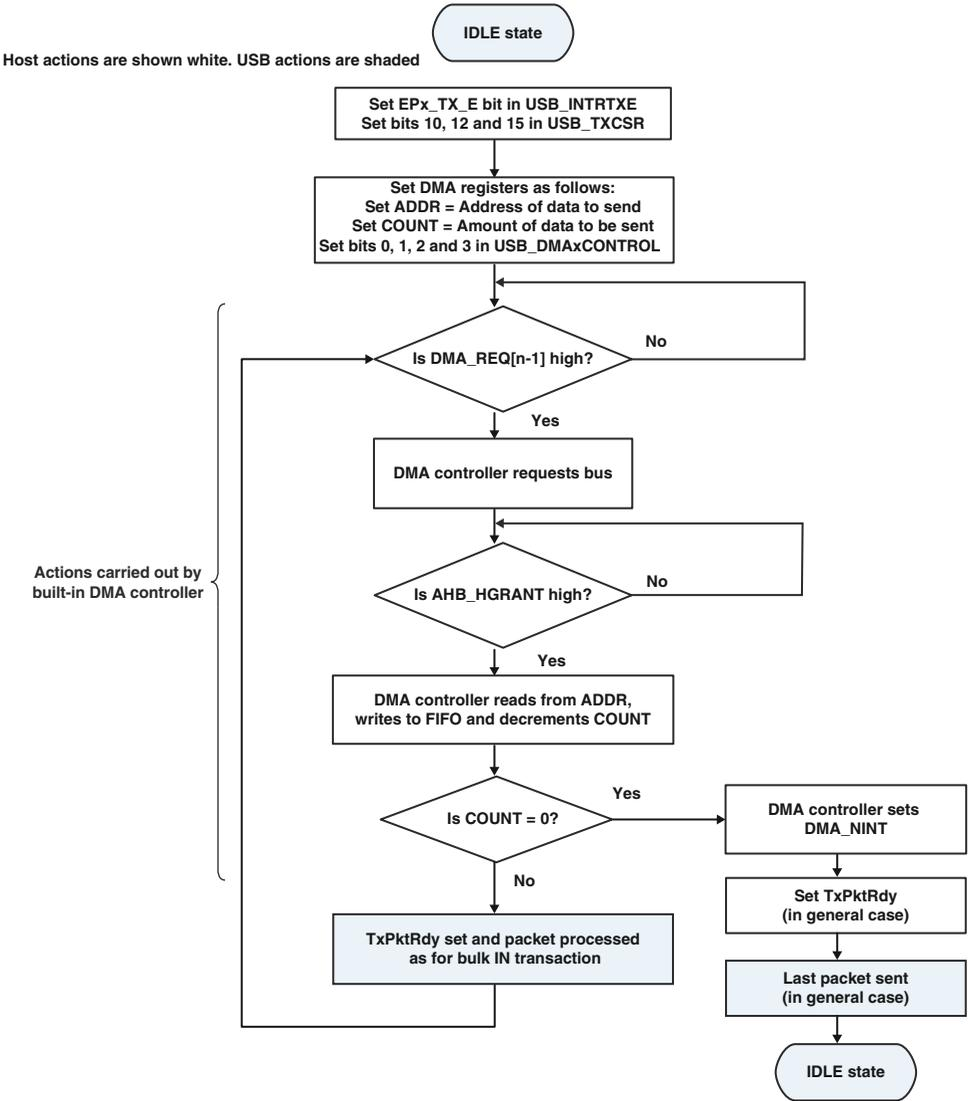 IDLE state
Host actions are shown white. USB actions are shaded
Set EPx_TX_E bit in USB_INTRTXE
Set bits 10, 12 and 15 in USB_TXCSR
Set DMA registers as follows:
Set ADDR = Address of data to send
Set COUNT = Amount of data to be sent
Set bits 0, 1, 2 and 3 in USB_DMAxCONTROL
Is DMA_REQ[n-1] high?
No
Yes
DMA controller requests bus
Is AHB_HGRANT high?
No
Yes
Actions carried out by
built-in DMA controller
DMA controller reads from ADDR,
writes to FIFO and decrements COUNT
Is COUNT = 0?
Yes
No
DMA controller sets
DMA_NINT
Set TxPktRdy
(in general case)
TxPktRdy set and packet processed
as for bulk IN transaction
Last packet sent
(in general case)
IDLE state